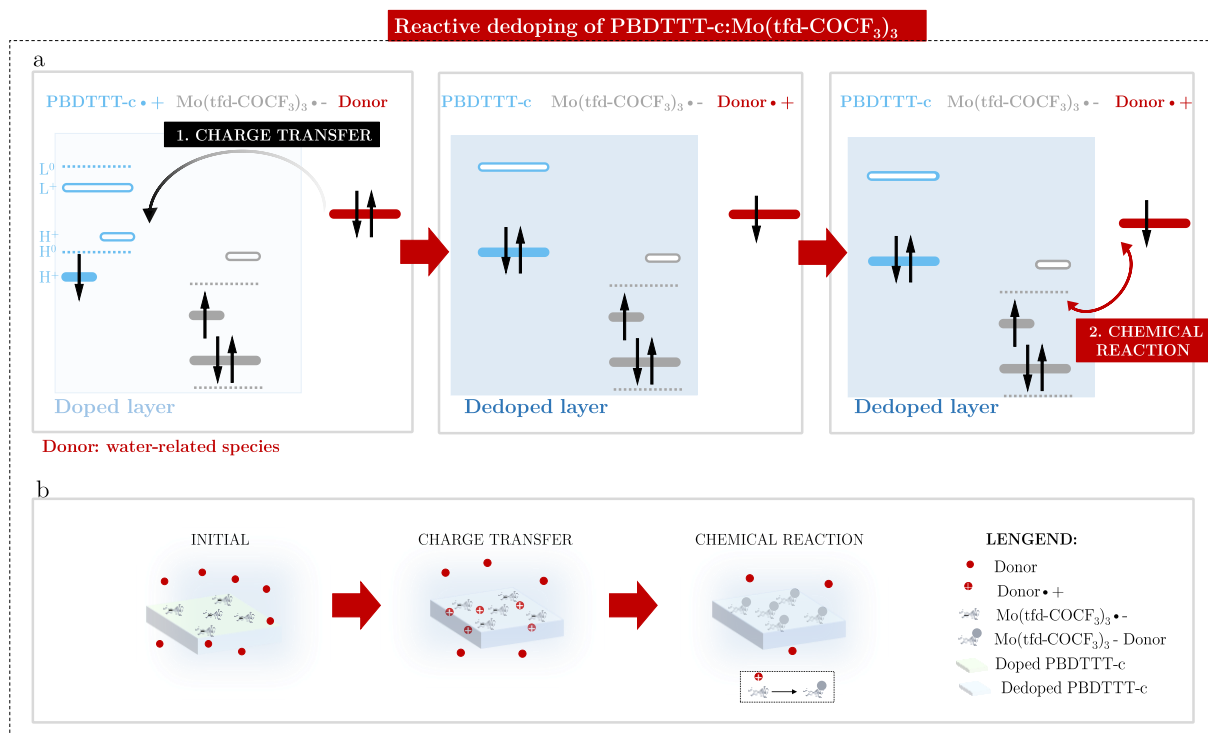 Reactive dedoping of PBDTTT-c:Mo(tfd-COCF₃)₃
a
PBDTTT-c•+ Mo(tfd-COCF₃)₃•- Donor
1. CHARGE TRANSFER
L⁰
L⁺
H⁺
H⁰
H⁺
Doped layer
PBDTTT-c Mo(tfd-COCF₃)₃•- Donor•+
Dedoped layer
PBDTTT-c Mo(tfd-COCF₃)₃•- Donor•+
2. CHEMICAL
REACTION
Dedoped layer
Donor: water-related species
b
INITIAL
CHARGE TRANSFER
CHEMICAL REACTION
LENGEND:
Donor
Donor•+
Mo(tfd-COCF₃)₃•-
Mo(tfd-COCF₃)₃- Donor
Doped PBDTTT-c
Dedoped PBDTTT-c